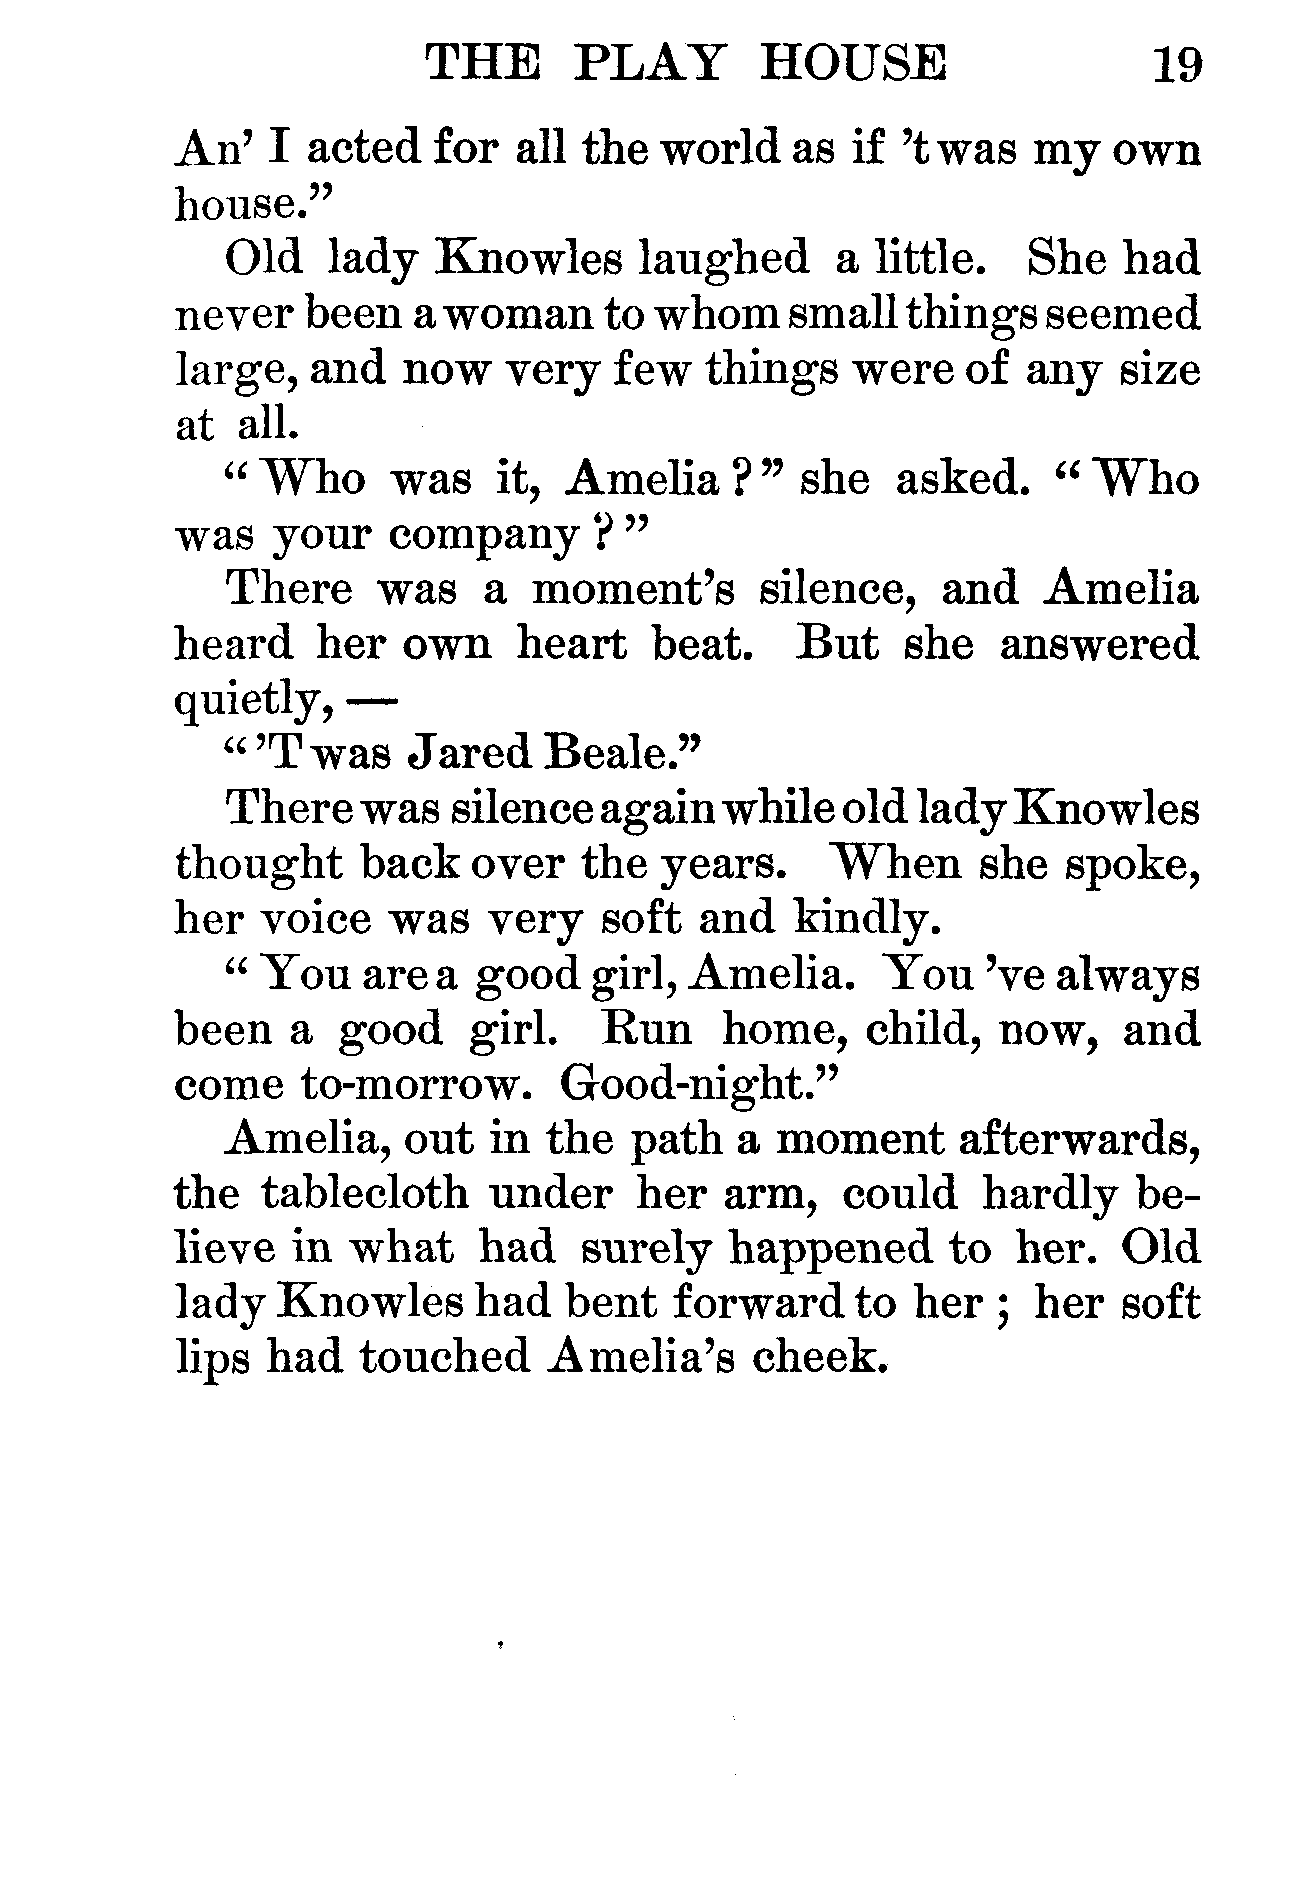 THE PLAY HOUSE 19
An' I acted for all the world as if 't was my own
house."
Old lady Knowles laughed a little. She had
never been a woman to whom small things seemed
large, and now very few things were of any size
at all.
"Who was it, Amelia?" she asked. "Who
was your company?"
There was a moment's silence, and Amelia
heard her own heart beat. But she answered
quietly, —
"'T was Jared Beale."
There was silence again while old lady Knowles
thought back over the years. When she spoke,
her voice was very soft and kindly.
"You are a good girl, Amelia. You 've always
been a good girl. Run home, child, now, and
come to-morrow. Good-night."
Amelia, out in the path a moment afterwards,
the tablecloth under her arm, could hardly be-
lieve in what had surely happened to her. Old
lady Knowles had bent forward to her; her soft
lips had touched Amelia's cheek.